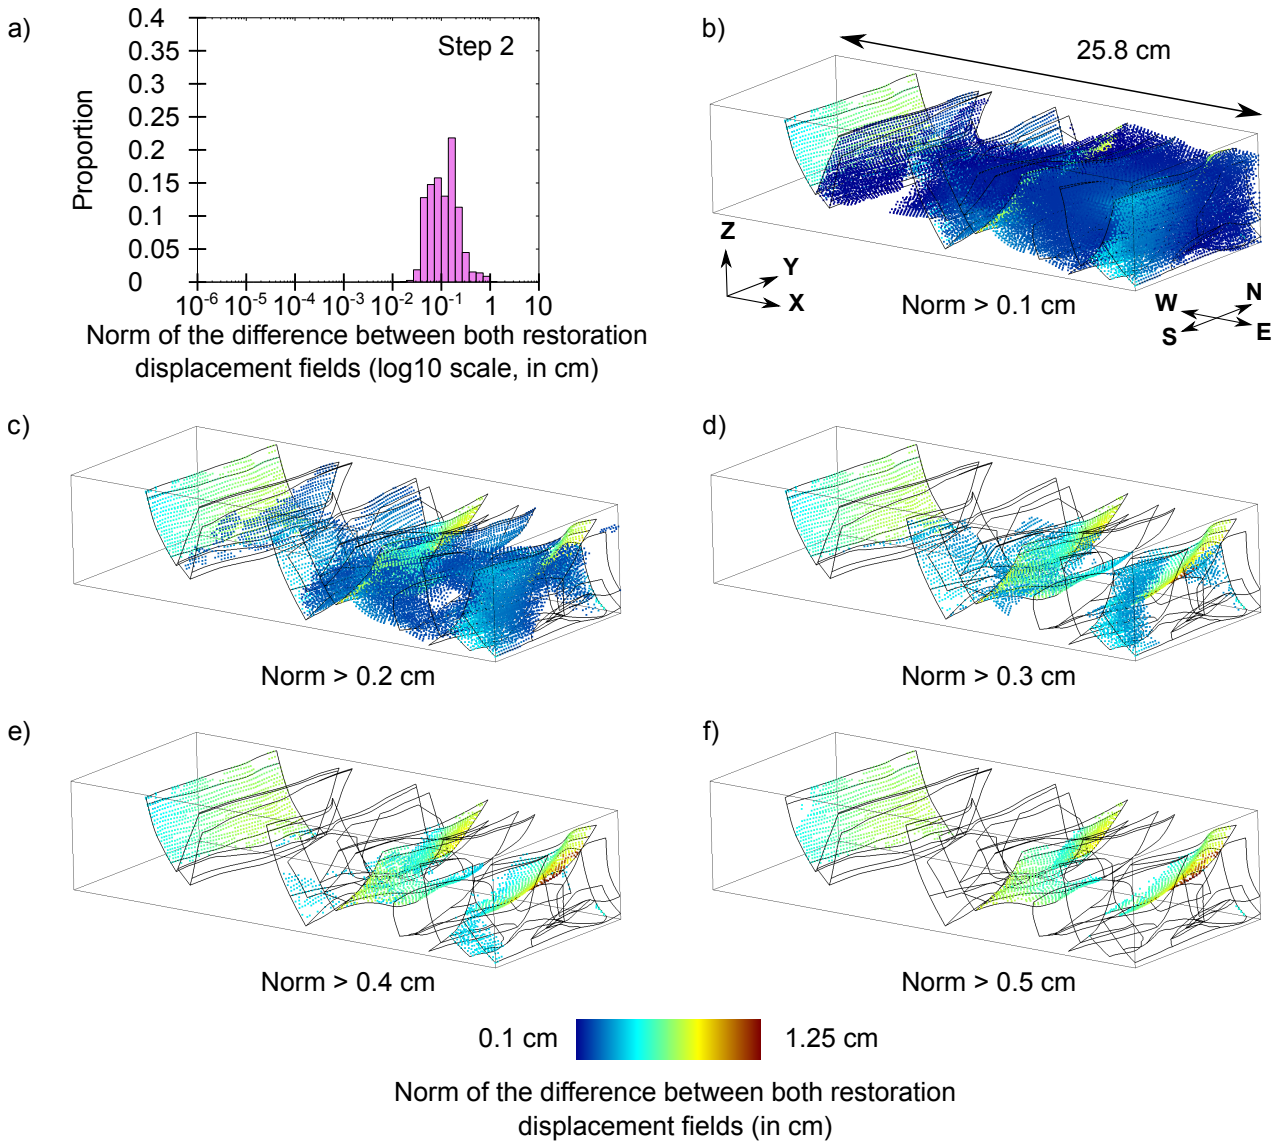 a)
0.4
0.35
0.3
0.25
0.2
0.15
0.1
0.05
0
Proportion
Step 2
10-6 10-5 10-4 10-3 10-2 10-1 1 10
Norm of the difference between both restoration
displacement fields (log10 scale, in cm)
b)
25.8 cm
Z
Y
X
Norm > 0.1 cm
W
N
S
E
c)
Norm > 0.2 cm
d)
Norm > 0.3 cm
e)
Norm > 0.4 cm
f)
Norm > 0.5 cm
0.1 cm
1.25 cm
Norm of the difference between both restoration
displacement fields (in cm)